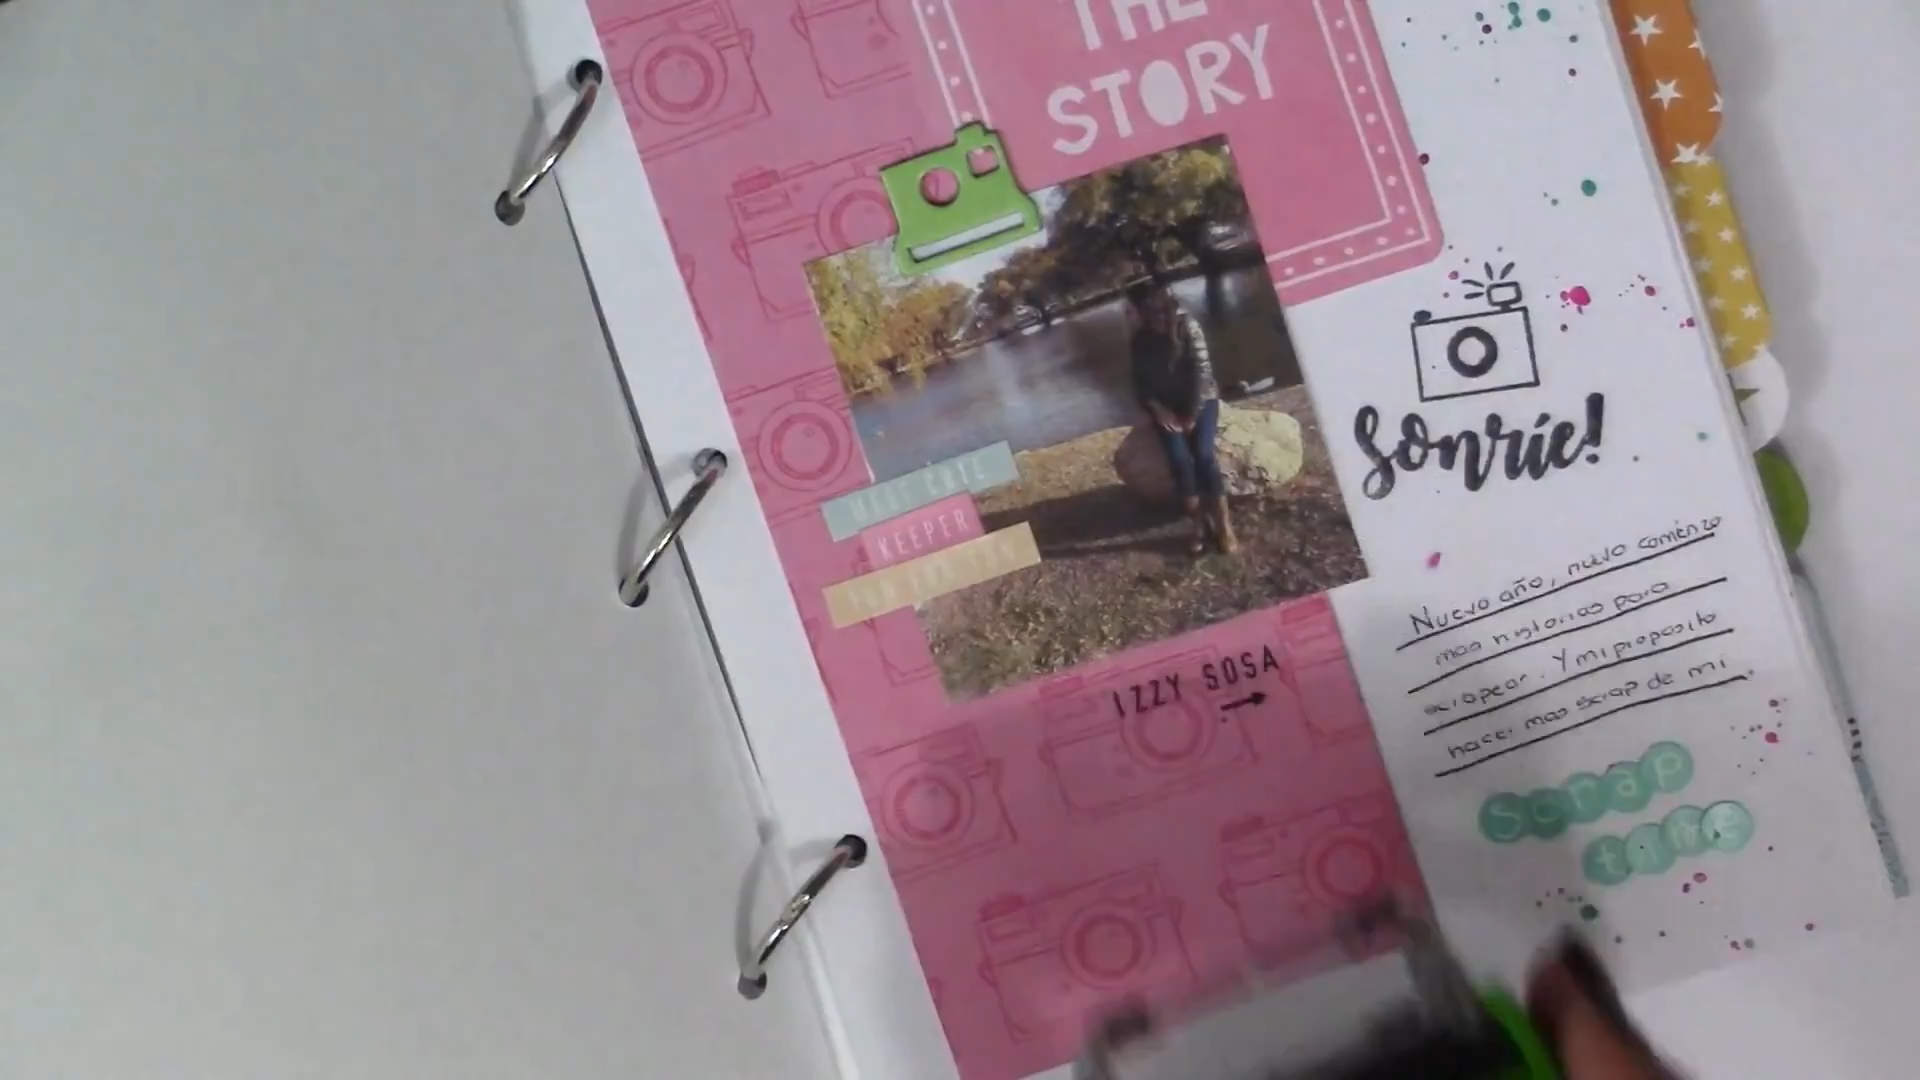 THE
STORY
Sonríe!
KEEPER
IZZY SOSA
Nuevo año, nuevo comienzo
mas historias para
scrapear. Y mi proposito
hacer mas scrap de mi.
scrap
time